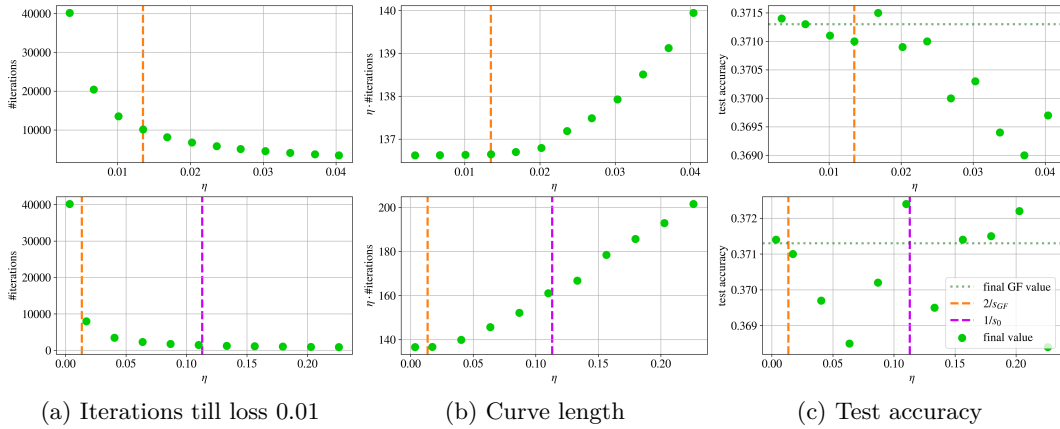 40000
30000
20000
10000
#iterations
0.01
0.02
0.03
0.04
η
140
139
138
137
η · #iterations
0.01
0.02
0.03
0.04
η
0.3715
0.3710
0.3705
0.3700
0.3695
0.3690
test accuracy
0.01
0.02
0.03
0.04
η
40000
30000
20000
10000
0
#iterations
0.00
0.05
0.10
0.15
0.20
η
200
180
160
140
η · #iterations
0.00
0.05
0.10
0.15
0.20
η
0.372
0.371
0.370
0.369
test accuracy
0.00
0.05
0.10
0.15
0.20
η
final GF value
2/s_GF
1/s_0
final value
(a) Iterations till loss 0.01
(b) Curve length
(c) Test accuracy